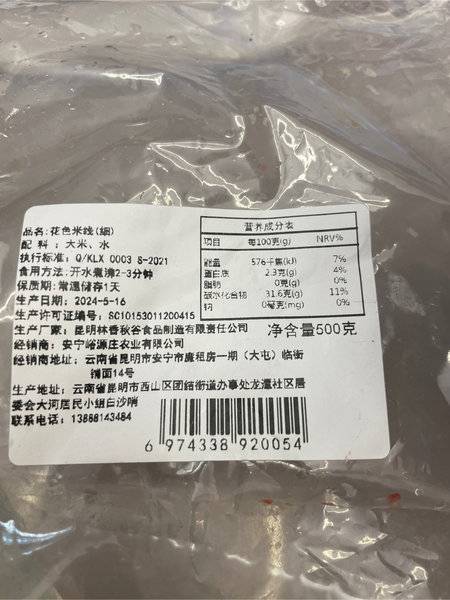 品名:花色米线(细)
配 料:大米、水
执行标准: Q/KLX 0003 S-2021
食用方法:开水煮沸2-3分钟
保质期:常温储存1天
生产日期:2024-5-16
生产许可证编号:SC10153011200415
生产厂家:昆明林香秋谷食品制造有限责任公司
经销商:安宁峪源庄农业有限公司
经销商地址:云南省昆明市安宁市廉租房一期(大屯)临街
铺面14号
生产地址:云南省昆明市西山区团结街道办事处龙潭社区居
委会大河居民小组白沙哨
联系电话:13888143484
营养成分表
项目 每100克(g) NRV%
能量 576千焦(kJ) 7%
蛋白质 2.3克(g) 4%
脂肪 0克(g) 0%
碳水化合物 31.6克(g) 11%
钠 0毫克(mg) 0%
净含量500克
6 974338 920054